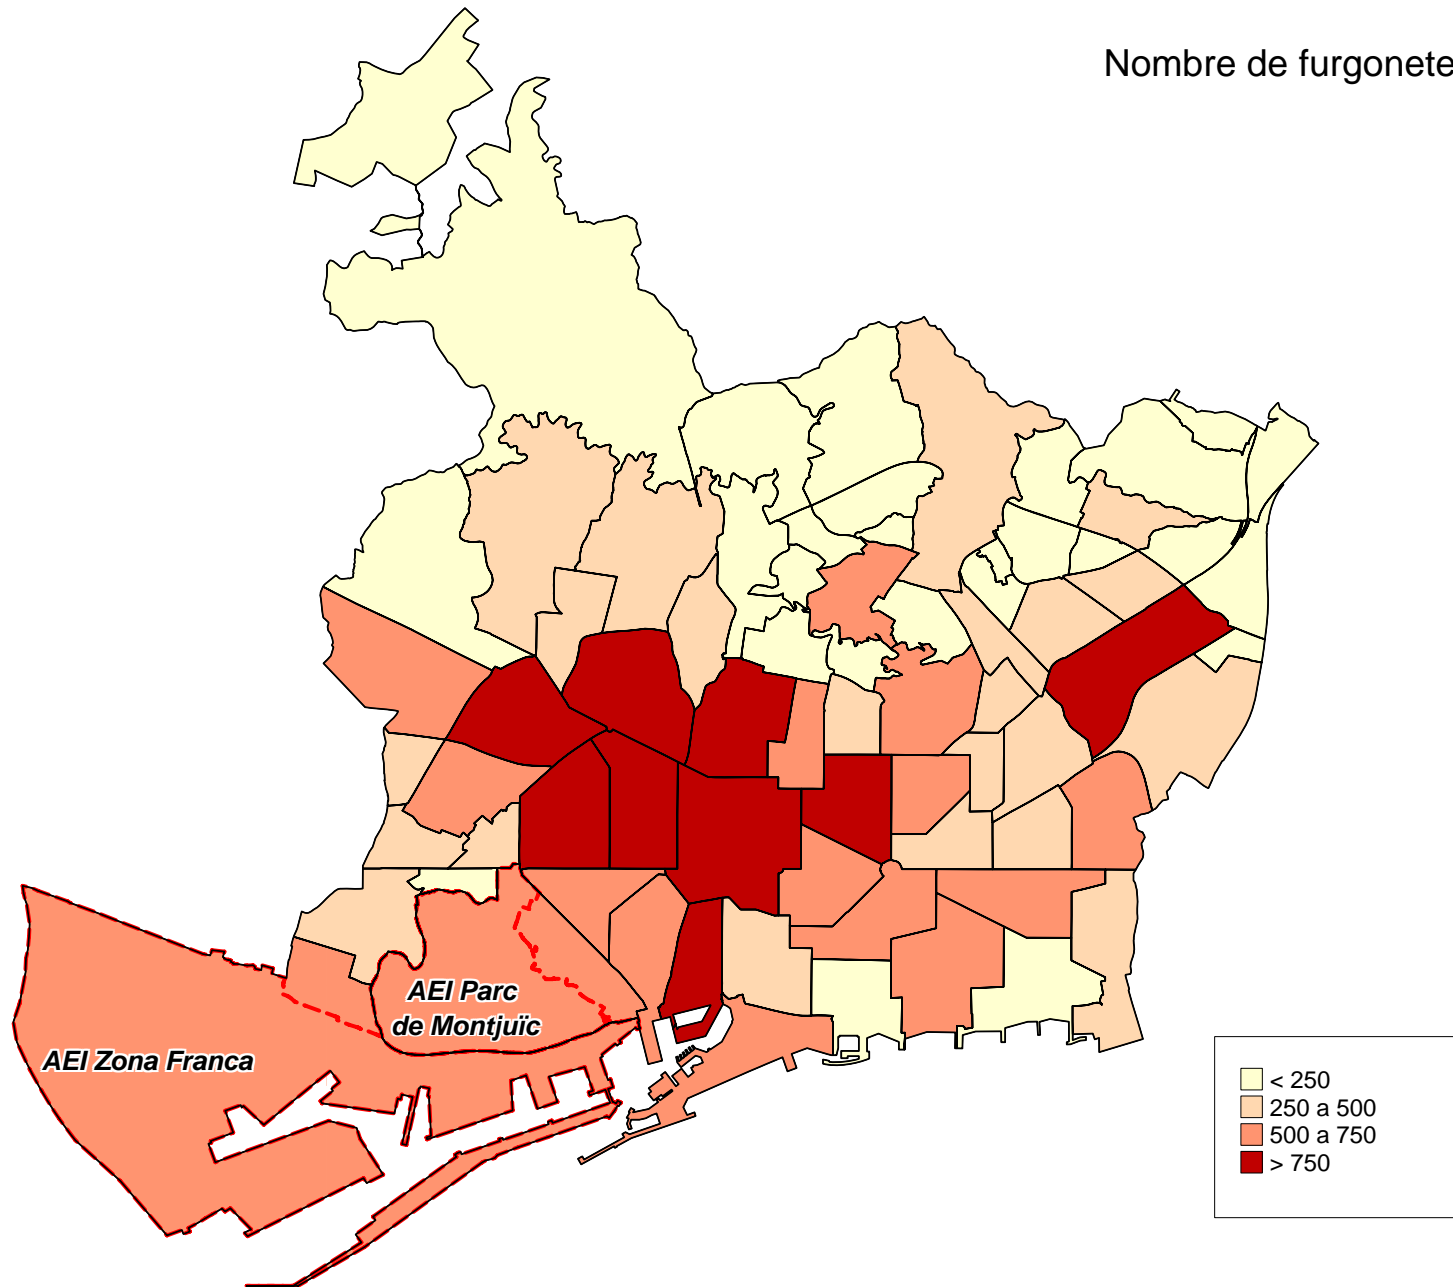 Nombre de furgonete
AEI Parc
de Montjuïc
AEI Zona Franca
< 250
250 a 500
500 a 750
> 750